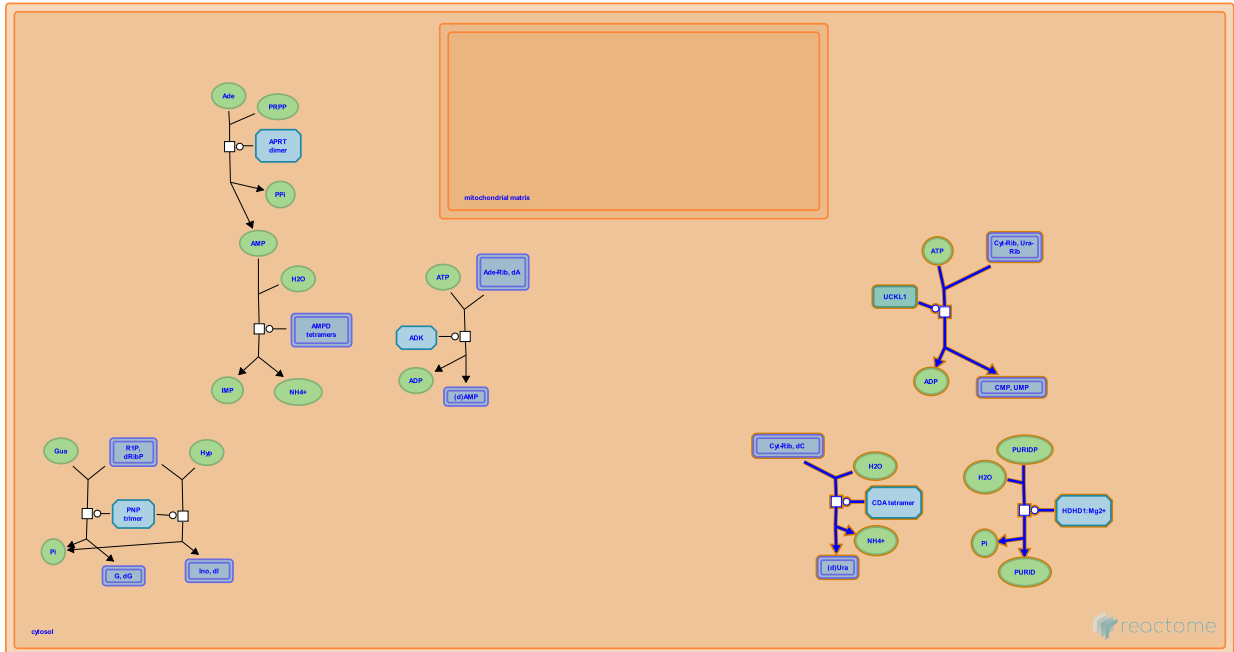 Ade
PRPP
APRT
dimer
PPi
mitochondrial matrix
AMP
H2O
AMPD
tetramers
IMP
NH4+
ATP
Ade-Rib, dA
ADK
ADP
(d)AMP
ATP
Cyt-Rib, Ura-
Rib
UCKL1
ADP
CMP, UMP
Gua
R1P,
dRibP
Hyp
PNP
trimer
Pi
G, dG
Ino, dI
Cyt-Rib, dC
H2O
CDA tetramer
NH4+
(d)Ura
PURIDP
H2O
HDHD1:Mg2+
Pi
PURID
cytosol
reactome